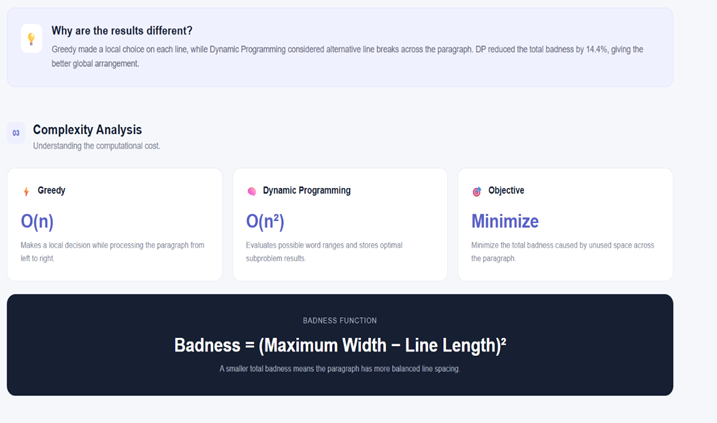 Why are the results different?
Greedy made a local choice on each line, while Dynamic Programming considered alternative line breaks across the paragraph. DP reduced the total badness by 14.4%, giving the
better global arrangement.
03
Complexity Analysis
Understanding the computational cost.
Greedy
O(n)
Makes a local decision while processing the paragraph from
left to right.
Dynamic Programming
O(n²)
Evaluates possible word ranges and stores optimal
subproblem results.
Objective
Minimize
Minimize the total badness caused by unused space across
the paragraph.
BADNESS FUNCTION
Badness = (Maximum Width − Line Length)²
A smaller total badness means the paragraph has more balanced line spacing.